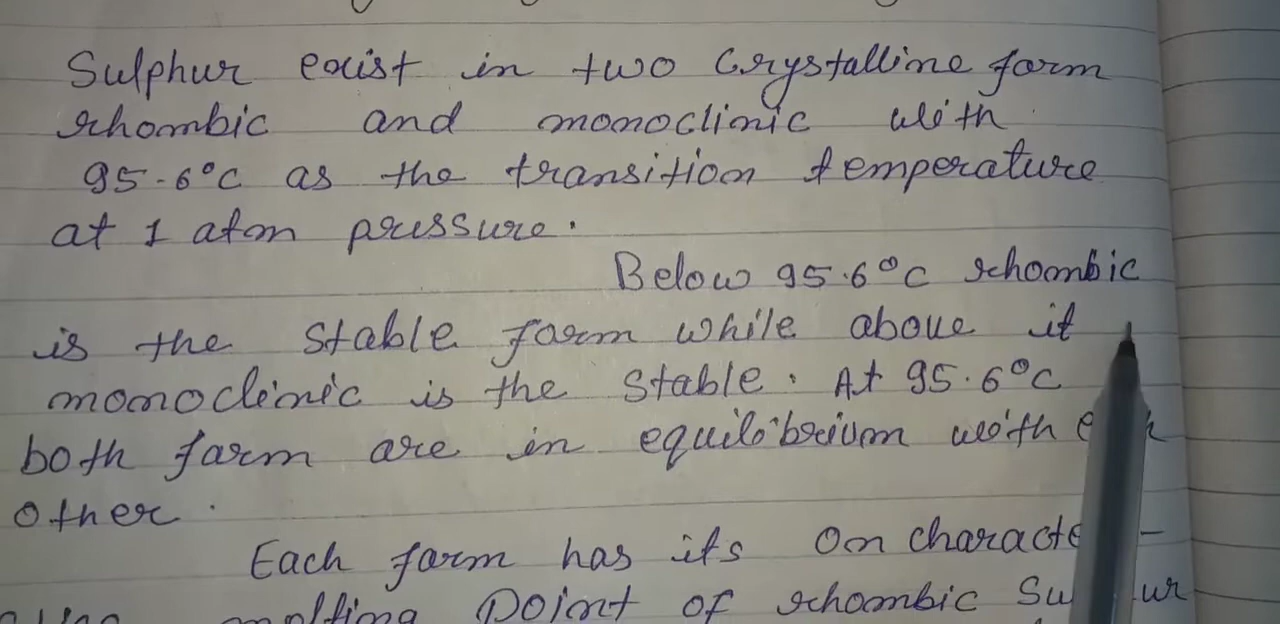 Sulphur exist in two Crystalline form
rhombic and monoclinic with
95.6°C as the transition temperature
at 1 atm pressure.
Below 95.6°C rhombic
is the stable form while above it
monoclinic is the stable. At 95.6°C
both form are in equilibrium with
other.
Each form has its on
melting Point of rhombic